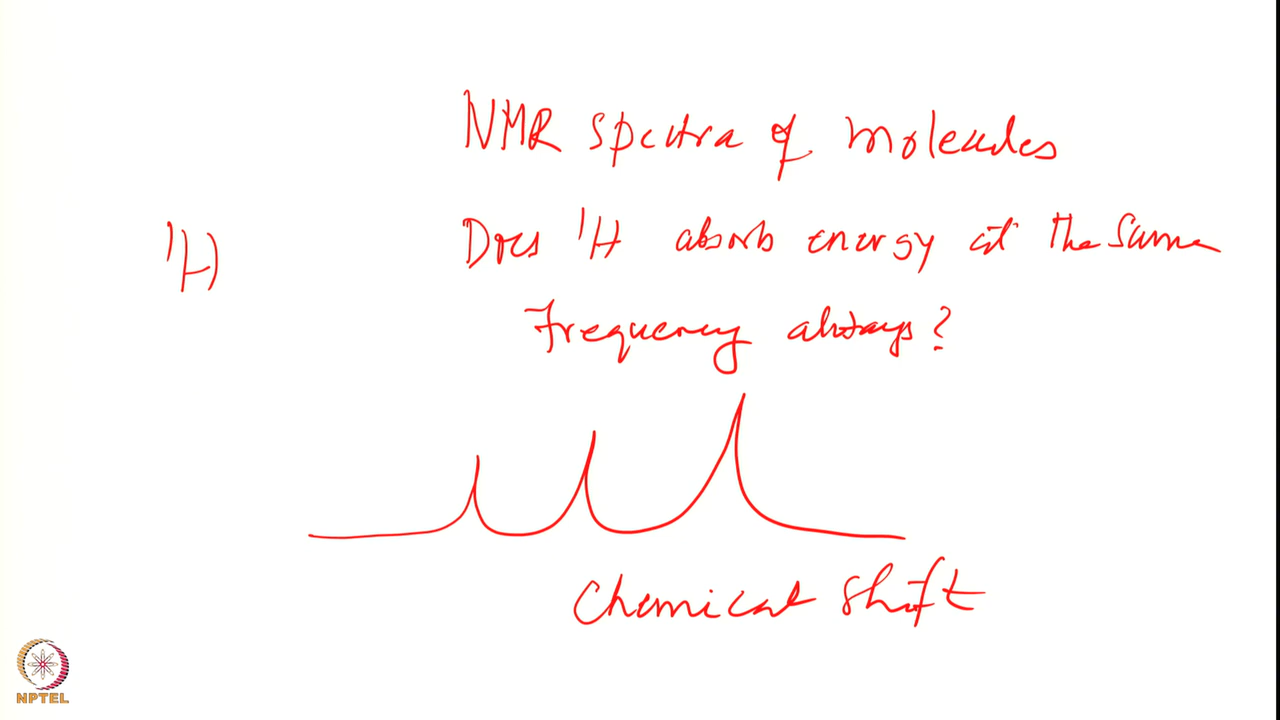 NMR spectra of molecules
¹H
Does ¹H absorb energy at the same
frequency always?
Chemical shift
NPTEL